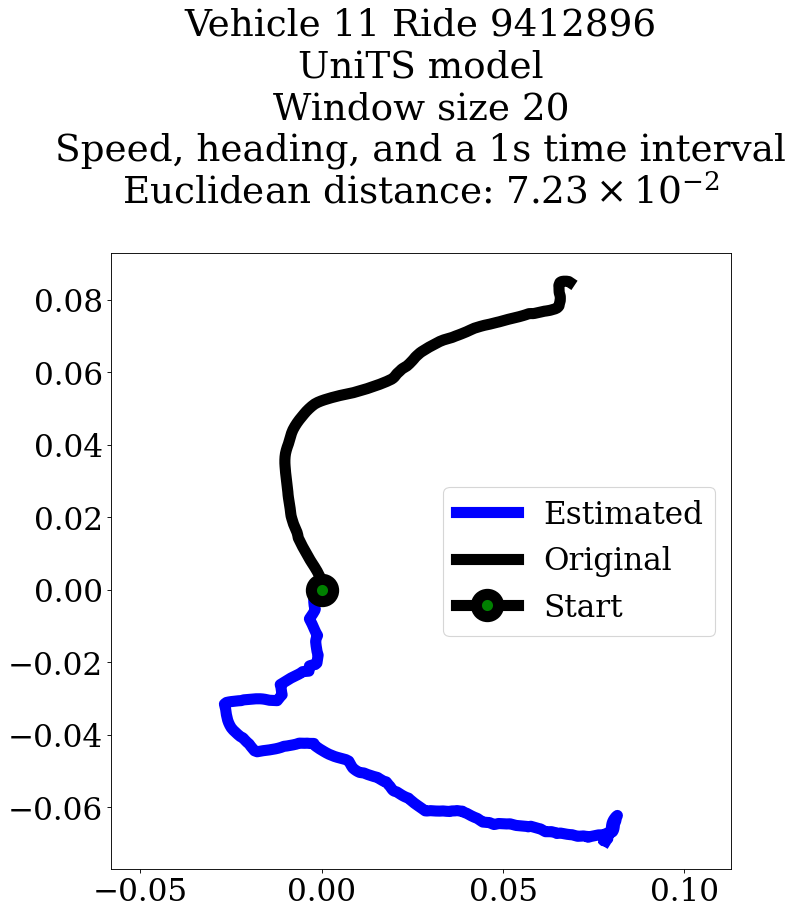 Vehicle 11 Ride 9412896
UniTS model
Window size 20
Speed, heading, and a 1s time interval
Euclidean distance: 7.23 × 10⁻²
0.08
0.06
0.04
0.02
0.00
−0.02
−0.04
−0.06
Estimated
Original
Start
−0.05
0.00
0.05
0.10